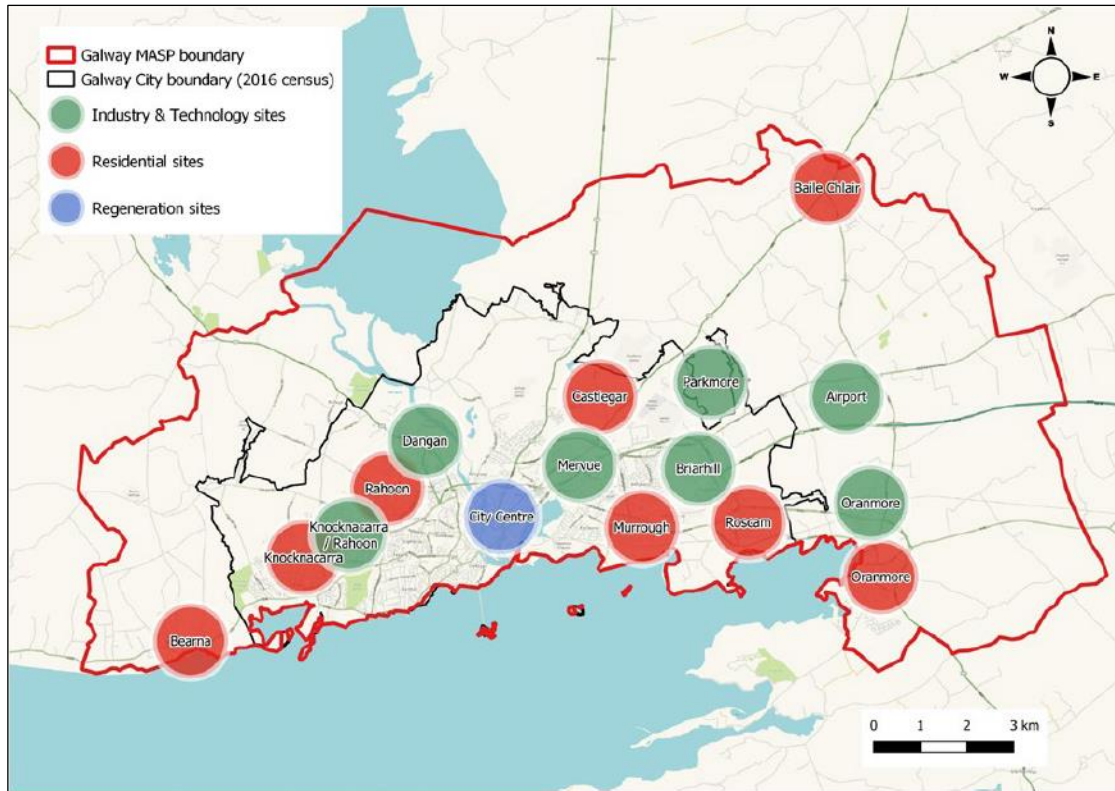 Galway MASP boundary
Galway City boundary (2016 census)
Industry & Technology sites
Residential sites
Regeneration sites
N
W
E
S
Baile Chlair
Castlegar
Parkmore
Airport
Dangan
Mervue
Briarhill
Rahoon
Oranmore
City Centre
Murrough
Roscam
Knocknacarra
/ Rahoon
Knocknacarra
Oranmore
Bearna
0 1 2 3 km